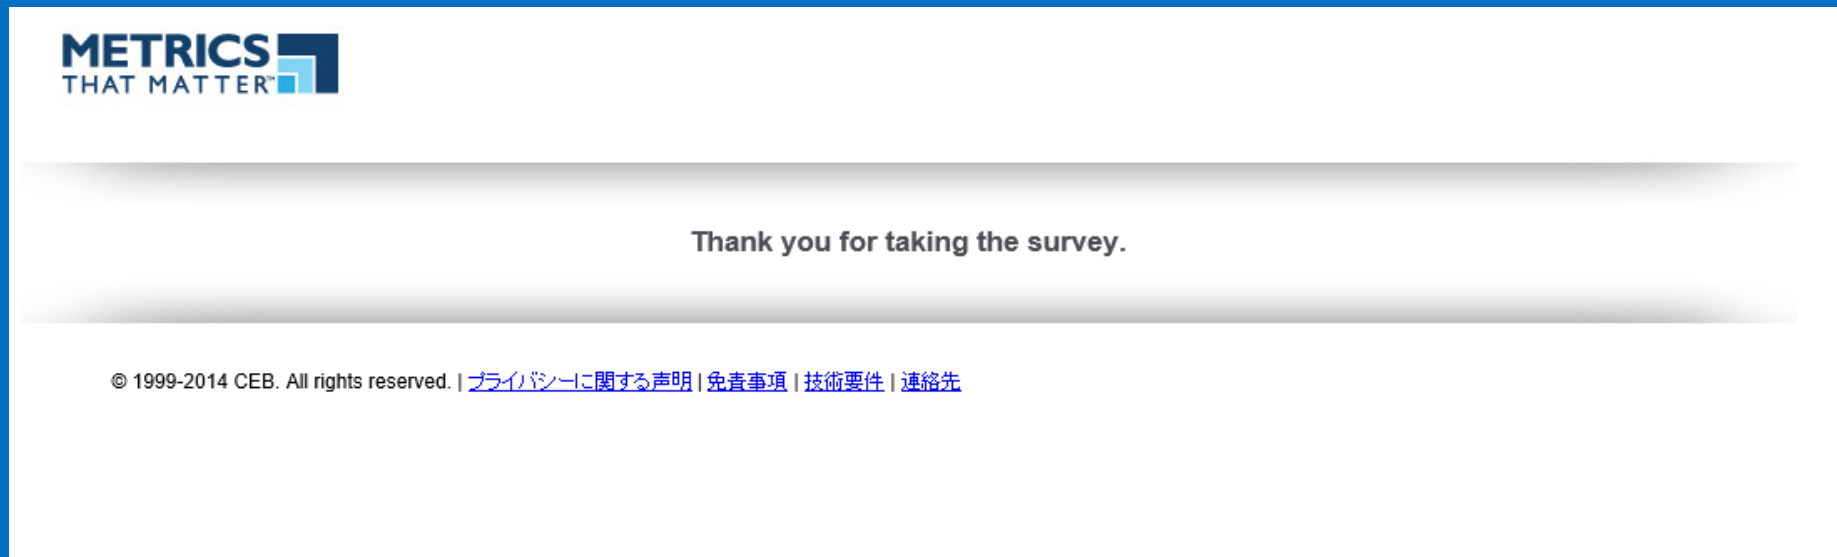 METRICS
THAT MATTER™
Thank you for taking the survey.
© 1999-2014 CEB. All rights reserved. | プライバシーに関する声明 | 免責事項 | 技術要件 | 連絡先